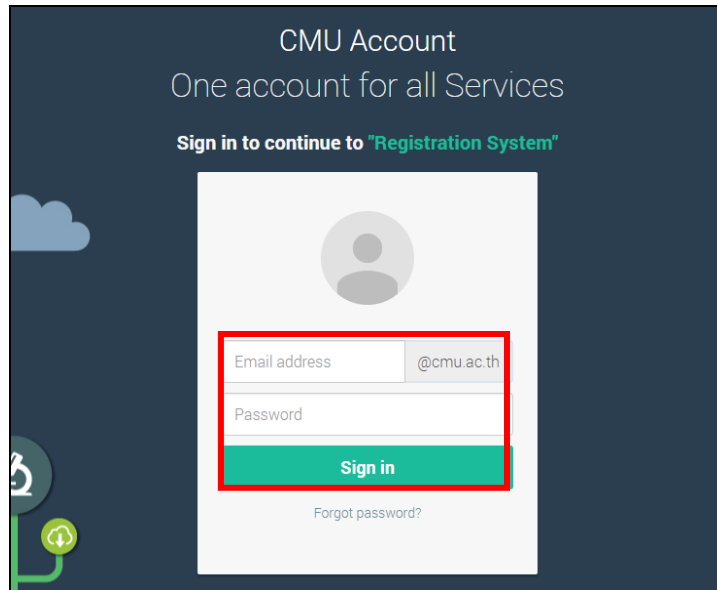 CMU Account
One account for all Services
Sign in to continue to "Registration System"
Email address @cmu.ac.th
Password
Sign in
Forgot password?